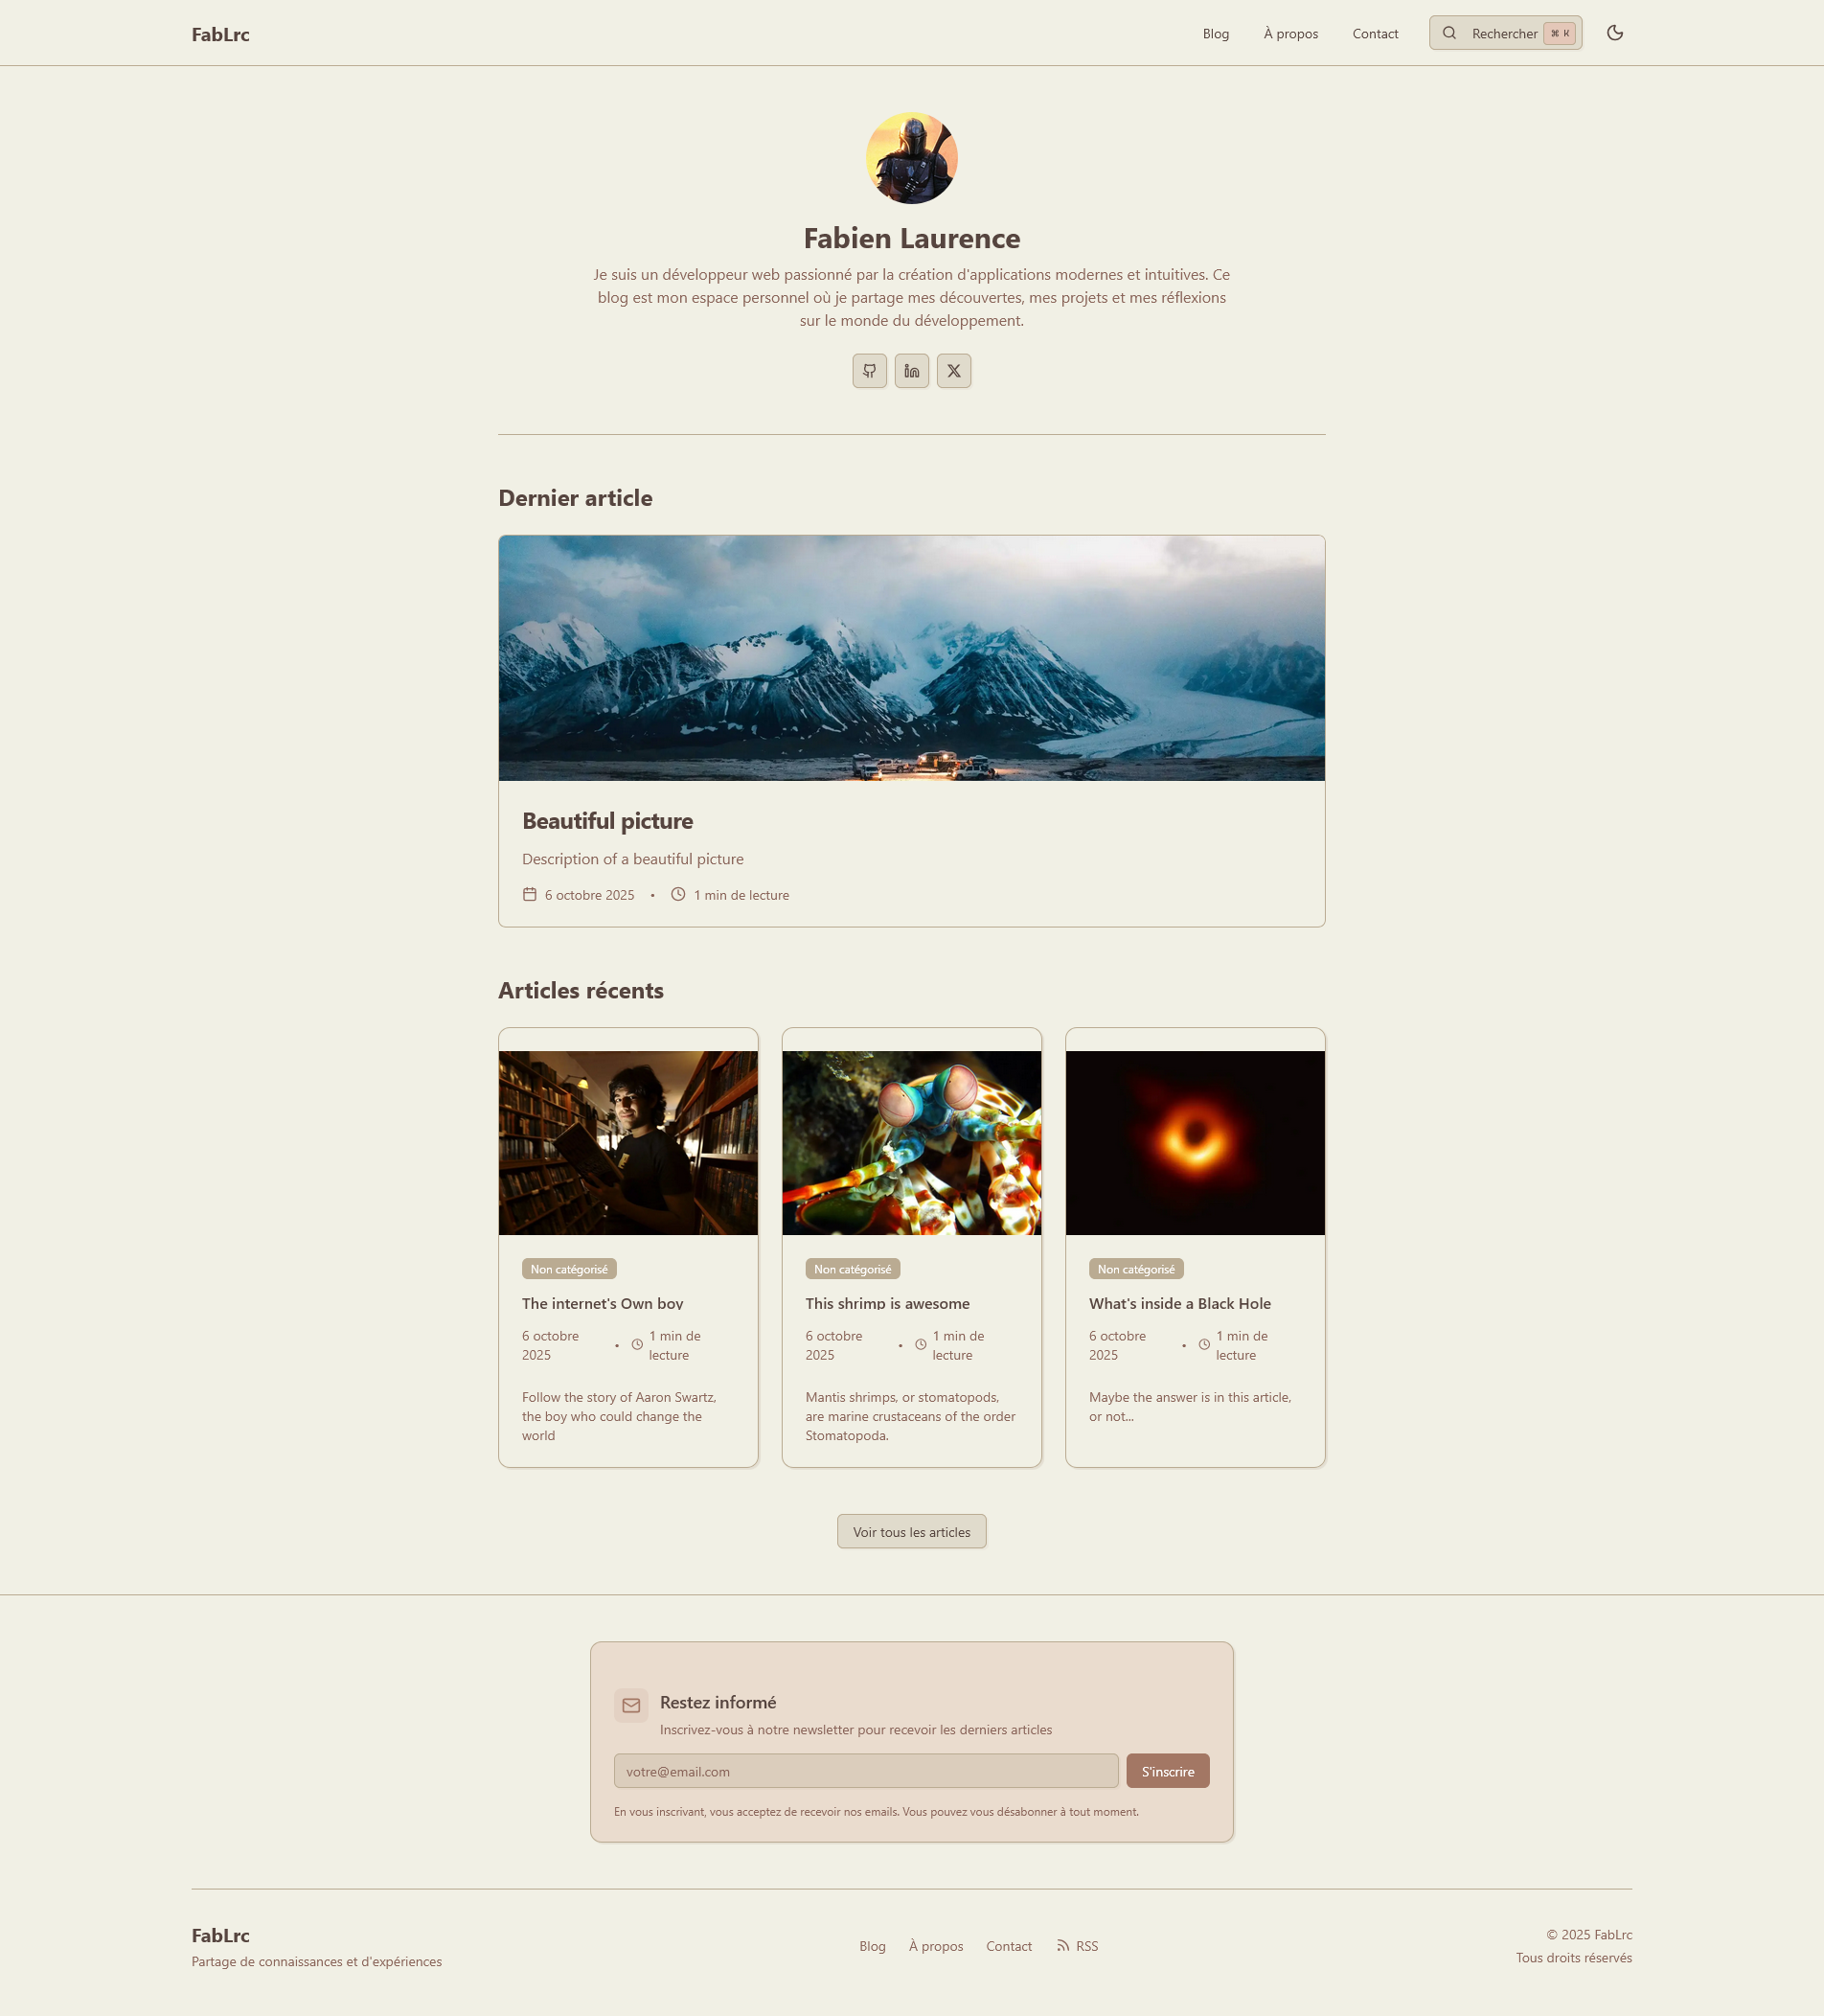 FabLrc
Blog À propos Contact Rechercher ⌘ K
Fabien Laurence
Je suis un développeur web passionné par la création d'applications modernes et intuitives. Ce
blog est mon espace personnel où je partage mes découvertes, mes projets et mes réflexions
sur le monde du développement.
Dernier article
Beautiful picture
Description of a beautiful picture
6 octobre 2025 • 1 min de lecture
Articles récents
Non catégorisé
The internet's Own boy
6 octobre
2025
•
1 min de
lecture
Follow the story of Aaron Swartz,
the boy who could change the
world
Non catégorisé
This shrimp is awesome
6 octobre
2025
•
1 min de
lecture
Mantis shrimps, or stomatopods,
are marine crustaceans of the order
Stomatopoda.
Non catégorisé
What's inside a Black Hole
6 octobre
2025
•
1 min de
lecture
Maybe the answer is in this article,
or not...
Voir tous les articles
Restez informé
Inscrivez-vous à notre newsletter pour recevoir les derniers articles
votre@email.com
S'inscrire
En vous inscrivant, vous acceptez de recevoir nos emails. Vous pouvez vous désabonner à tout moment.
FabLrc
Partage de connaissances et d'expériences
Blog À propos Contact RSS
© 2025 FabLrc
Tous droits réservés